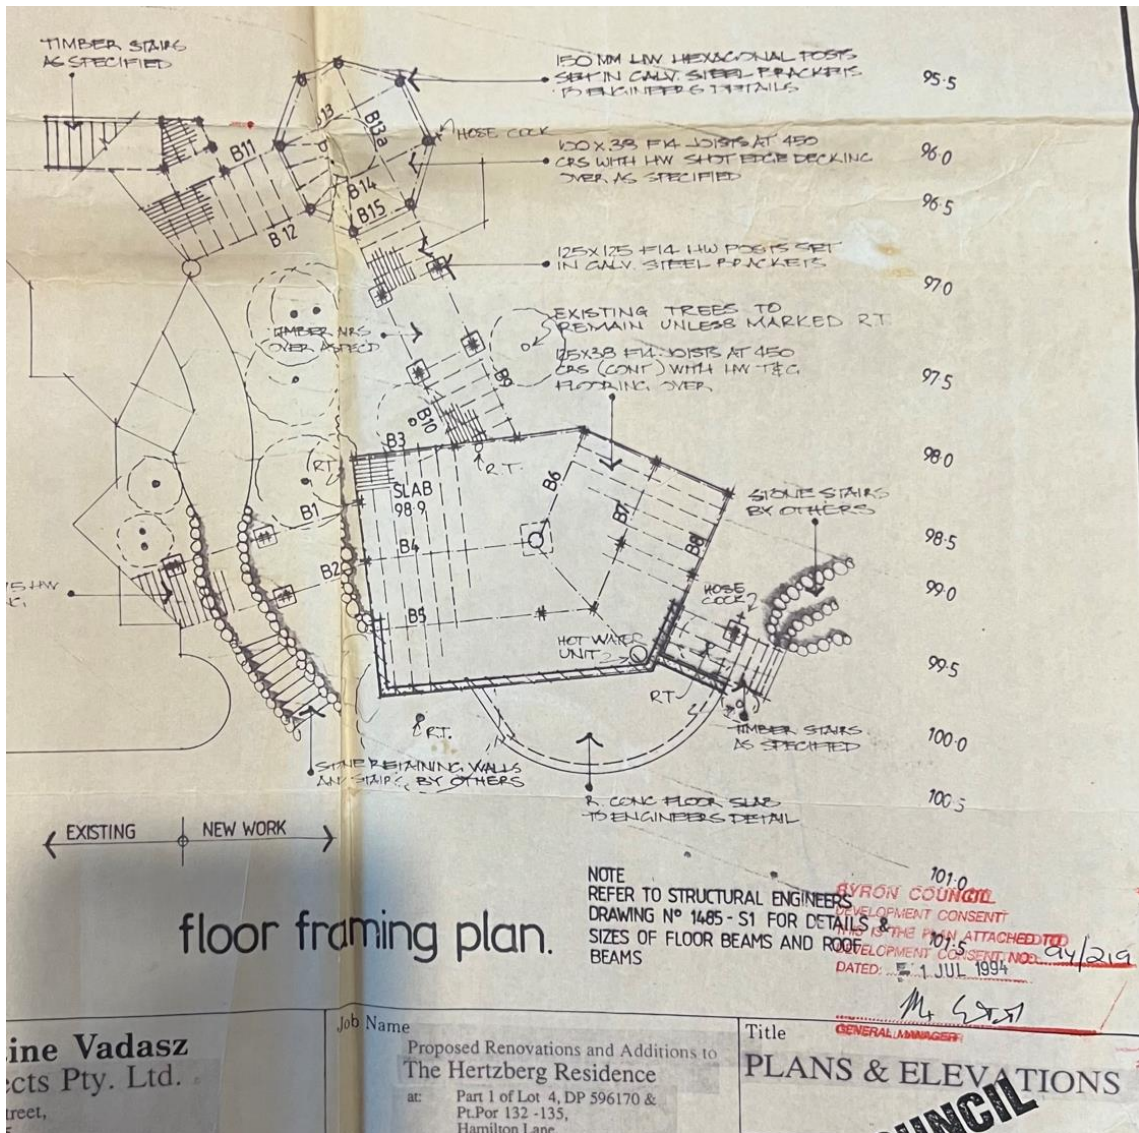 TIMBER STAIRS
AS SPECIFIED
150 MM HW HEXAGONAL POSTS
SET IN GALV. STEEL BRACKETS
TO ENGINEERS DETAILS
95.5
B13
B13a
HOSE COCK
B11
100 X 38 F14 JOISTS AT 450
CRS WITH HW SHOT EDGE DECKING
OVER AS SPECIFIED
96.0
B14
B15
B12
96.5
125X125 F14 HW POSTS SET
IN GALV. STEEL BRACKETS
97.0
EXISTING TREES TO
REMAIN UNLESS MARKED R.T.
TIMBER
OVER
125X38 F14 JOISTS AT 450
CRS (CONT) WITH HW T&G
FLOORING OVER
97.5
B9
B10
B3
R.T.
R.T.
98.0
SLAB
98.9
B6
B7
B8
B1
B4
B2
B5
STONE STAIRS
BY OTHERS
98.5
HOSE
COCK
99.0
HOT WATER
UNIT
99.5
R.T.
R.T.
TIMBER STAIRS
AS SPECIFIED
100.0
STONE RETAINING WALLS
AND STAIRS BY OTHERS
R. CONC FLOOR SLAB
TO ENGINEERS DETAIL
100.5
EXISTING NEW WORK
101.0
floor framing plan.
NOTE
REFER TO STRUCTURAL ENGINEERS
DRAWING Nº 1485-S1 FOR DETAILS &
SIZES OF FLOOR BEAMS AND ROOF
BEAMS
101.5
BYRON COUNCIL
DEVELOPMENT CONSENT
THIS IS THE PLAN ATTACHED TO
DEVELOPMENT CONSENT NO. 94/219
DATED: 1 JUL 1994
GENERAL MANAGER
ine Vadasz
ects Pty. Ltd.
treet,
Job Name
Proposed Renovations and Additions to
The Hertzberg Residence
at: Part 1 of Lot 4, DP 596170 &
Pt.Por 132 -135,
Hamilton Lane
Title
PLANS & ELEVATIONS
COUNCIL